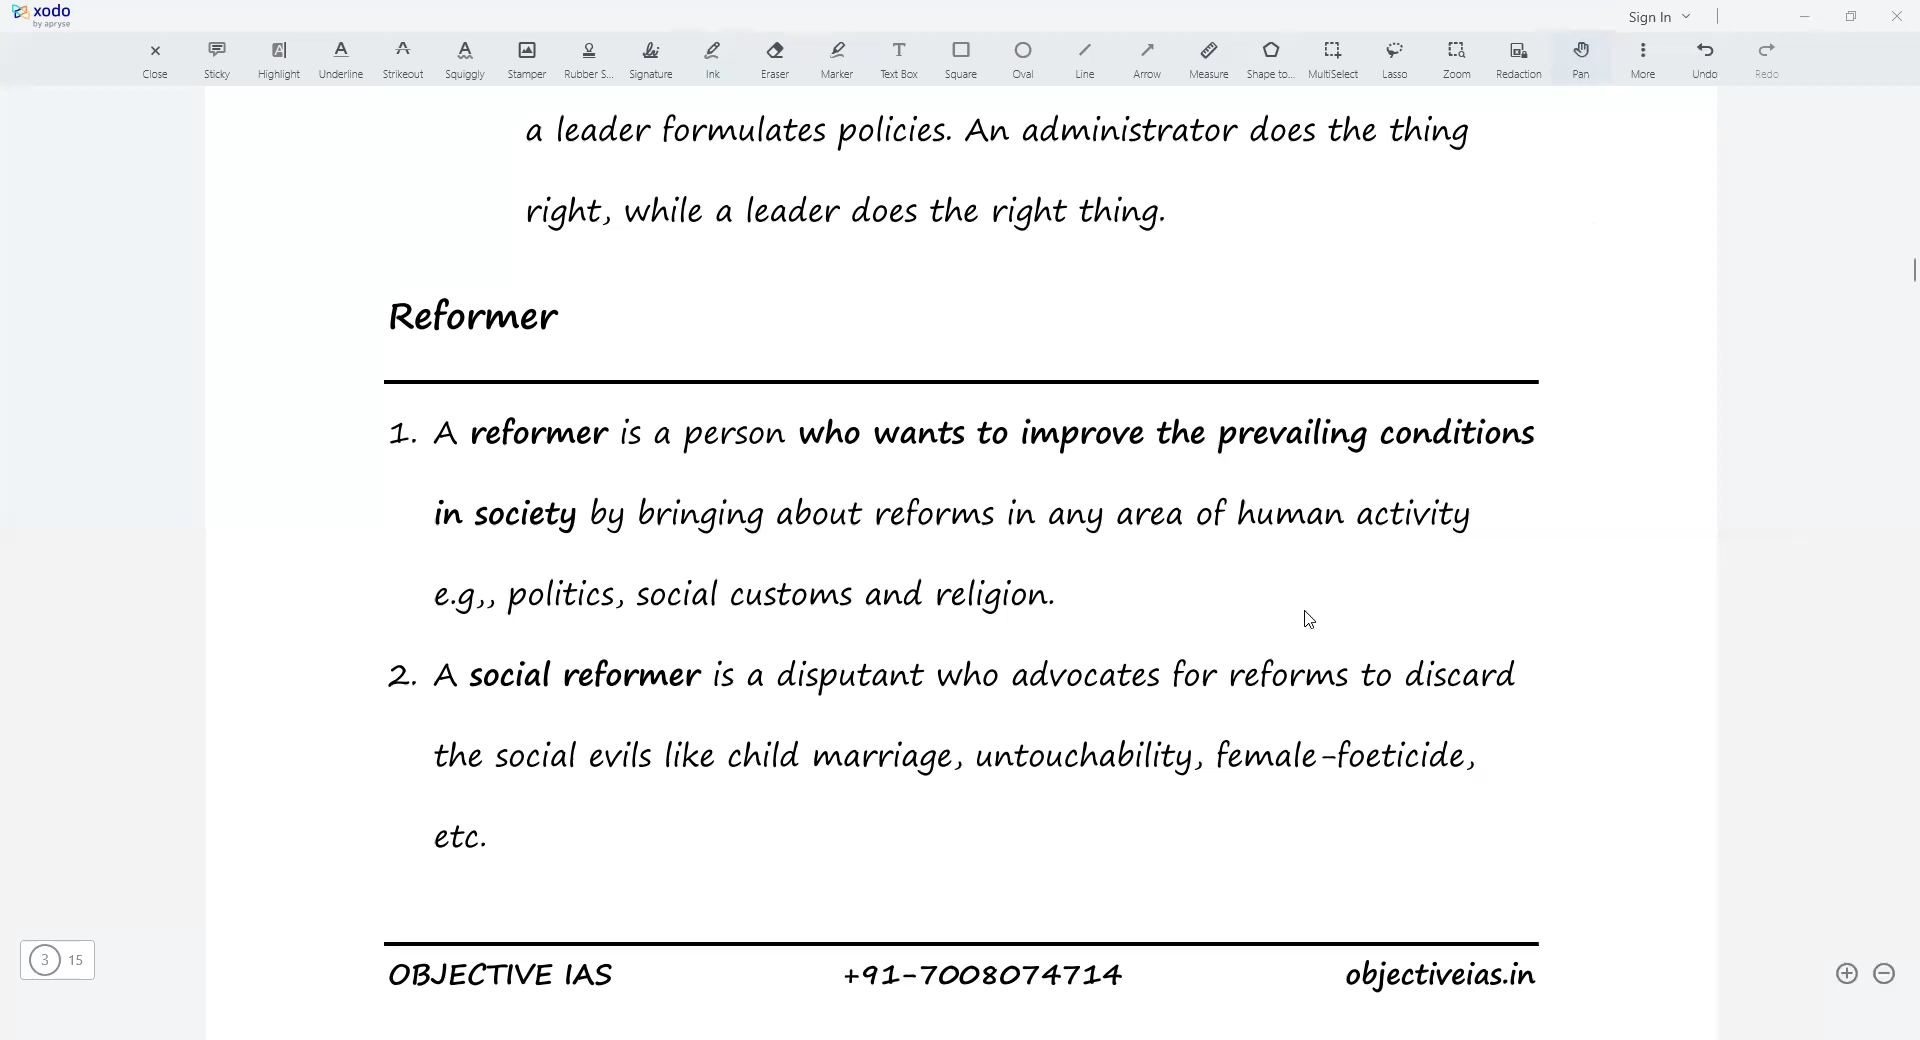 xodo
by apryse
Sign In
Close Sticky Highlight Underline Strikeout Squiggly Stamper Rubber S... Signature Ink Eraser Marker Text Box Square Oval Line Arrow Measure Shape to... MultiSelect Lasso Zoom Redaction Pan More Undo Redo
a leader formulates policies. An administrator does the thing
right, while a leader does the right thing.
Reformer
1. A reformer is a person who wants to improve the prevailing conditions
in society by bringing about reforms in any area of human activity
e.g,, politics, social customs and religion.
2. A social reformer is a disputant who advocates for reforms to discard
the social evils like child marriage, untouchability, female-foeticide,
etc.
3 15
OBJECTIVE IAS +91-7008074714 objectiveias.in